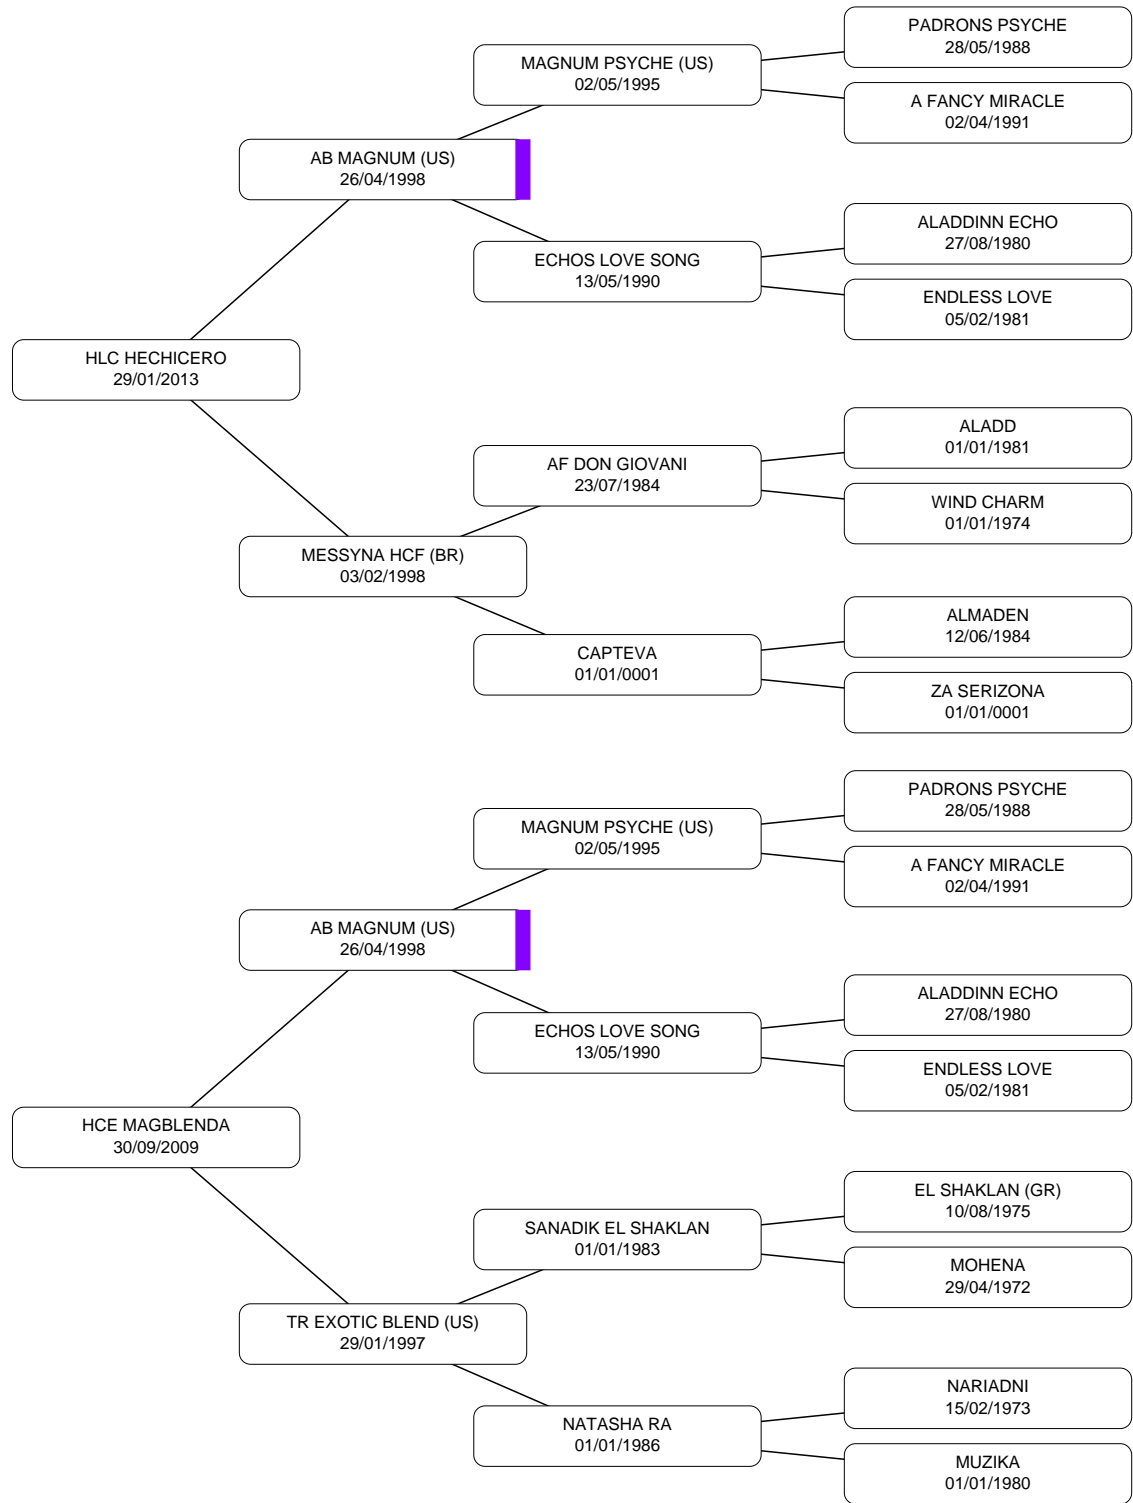 PADRONS PSYCHE
28/05/1988
MAGNUM PSYCHE (US)
02/05/1995
A FANCY MIRACLE
02/04/1991
AB MAGNUM (US)
26/04/1998
ALADDINN ECHO
27/08/1980
ECHOS LOVE SONG
13/05/1990
ENDLESS LOVE
05/02/1981
HLC HECHICERO
29/01/2013
ALADD
01/01/1981
AF DON GIOVANI
23/07/1984
WIND CHARM
01/01/1974
MESSYNA HCF (BR)
03/02/1998
ALMADEN
12/06/1984
CAPTEVA
01/01/0001
ZA SERIZONA
01/01/0001
PADRONS PSYCHE
28/05/1988
MAGNUM PSYCHE (US)
02/05/1995
A FANCY MIRACLE
02/04/1991
AB MAGNUM (US)
26/04/1998
ALADDINN ECHO
27/08/1980
ECHOS LOVE SONG
13/05/1990
ENDLESS LOVE
05/02/1981
HCE MAGBLENDA
30/09/2009
EL SHAKLAN (GR)
10/08/1975
SANADIK EL SHAKLAN
01/01/1983
MOHENA
29/04/1972
TR EXOTIC BLEND (US)
29/01/1997
NARIADNI
15/02/1973
NATASHA RA
01/01/1986
MUZIKA
01/01/1980